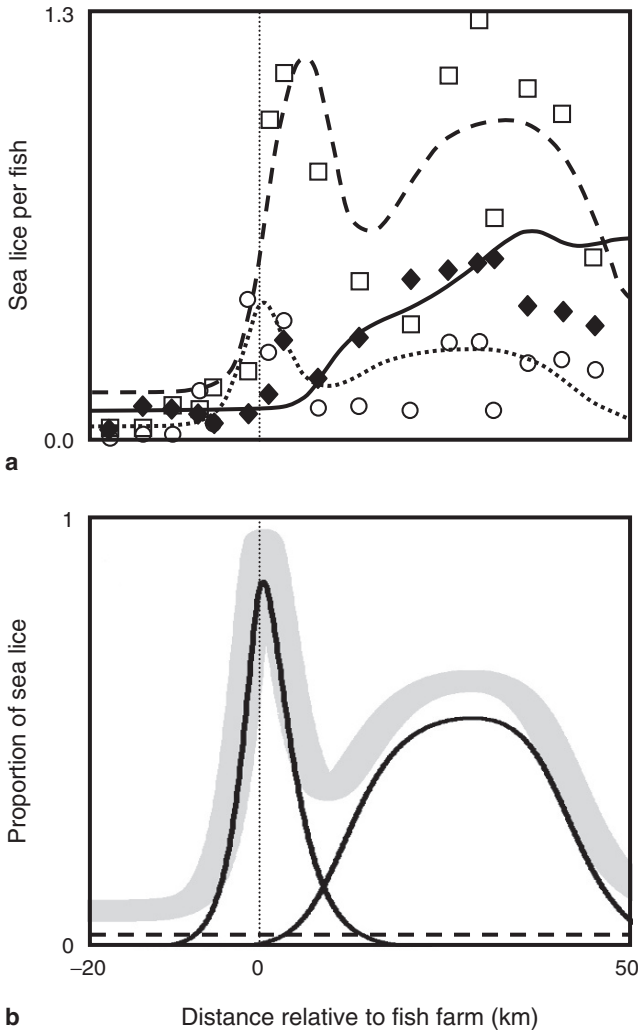 1.3
Sea lice per fish
0.0
a
1
Proportion of sea lice
0
−20 0 50
b Distance relative to fish farm (km)